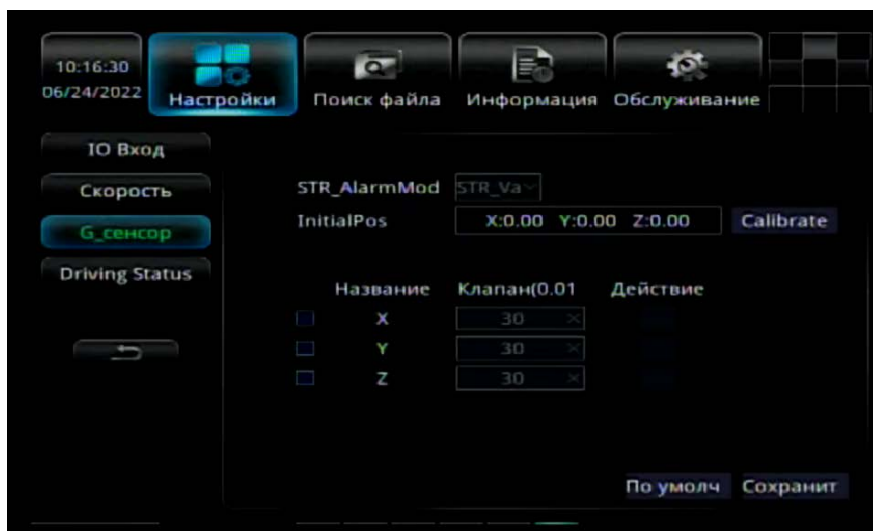 10:16:30
06/24/2022
Настройки
Поиск файла
Информация
Обслуживание
IO Вход
Скорость
G_сенсор
Driving Status
STR_AlarmMod STR_Va
InitialPos X:0.00 Y:0.00 Z:0.00 Calibrate
Название Клапан(0.01 Действие
X 30
Y 30
Z 30
По умолч Сохранит